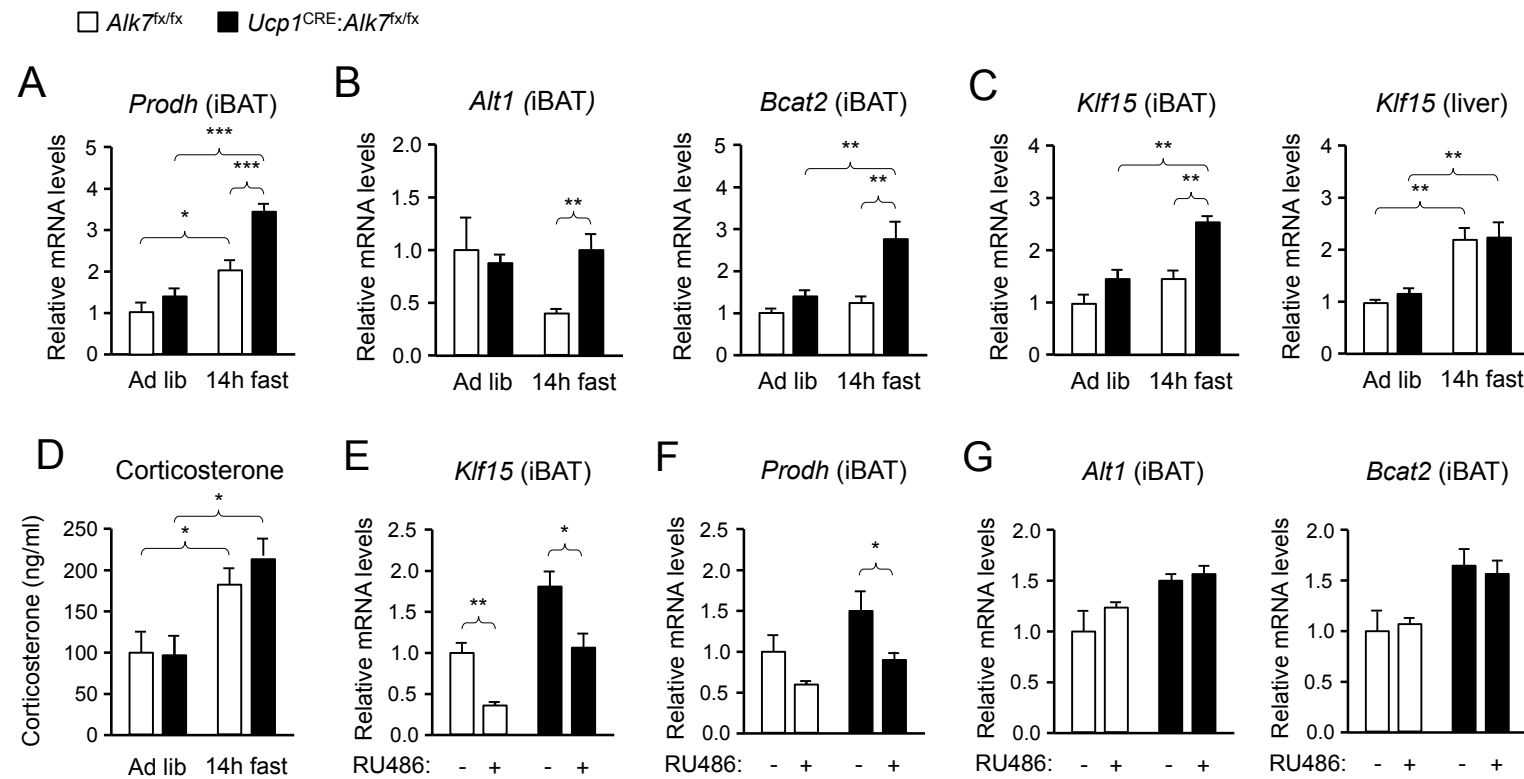 Alk7fx/fx Ucp1CRE:Alk7fx/fx
A
Prodh (iBAT)
Relative mRNA levels
5
4
3
2
1
0
***
***
*
Ad lib 14h fast
B
Alt1 (iBAT)
Relative mRNA levels
2.0
1.5
1.0
0.5
0.0
**
Ad lib 14h fast
Bcat2 (iBAT)
Relative mRNA levels
5
4
3
2
1
0
**
**
Ad lib 14h fast
C
Klf15 (iBAT)
Relative mRNA levels
4
3
2
1
0
**
**
Ad lib 14h fast
Klf15 (liver)
Relative mRNA levels
4
3
2
1
0
**
**
Ad lib 14h fast
D
Corticosterone
Corticosterone (ng/ml)
250
200
150
100
50
0
*
*
Ad lib 14h fast
E
Klf15 (iBAT)
Relative mRNA levels
2.5
2.0
1.5
1.0
0.5
0.0
**
*
RU486: - + - +
F
Prodh (iBAT)
Relative mRNA levels
2.5
2.0
1.5
1.0
0.5
0.0
*
RU486: - + - +
G
Alt1 (iBAT)
Relative mRNA levels
2.0
1.5
1.0
0.5
0.0
RU486: - + - +
Bcat2 (iBAT)
Relative mRNA levels
2.0
1.5
1.0
0.5
0.0
RU486: - + - +